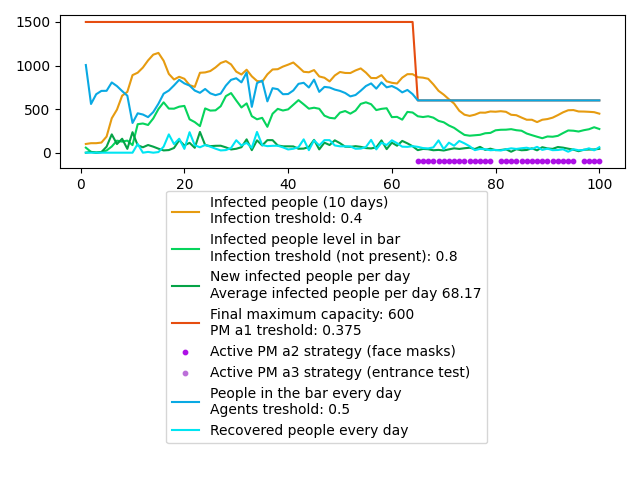 1500
1000
500
0
0
20
40
60
80
100
Infected people (10 days)
Infection treshold: 0.4
Infected people level in bar
Infection treshold (not present): 0.8
New infected people per day
Average infected people per day 68.17
Final maximum capacity: 600
PM a1 treshold: 0.375
Active PM a2 strategy (face masks)
Active PM a3 strategy (entrance test)
People in the bar every day
Agents treshold: 0.5
Recovered people every day